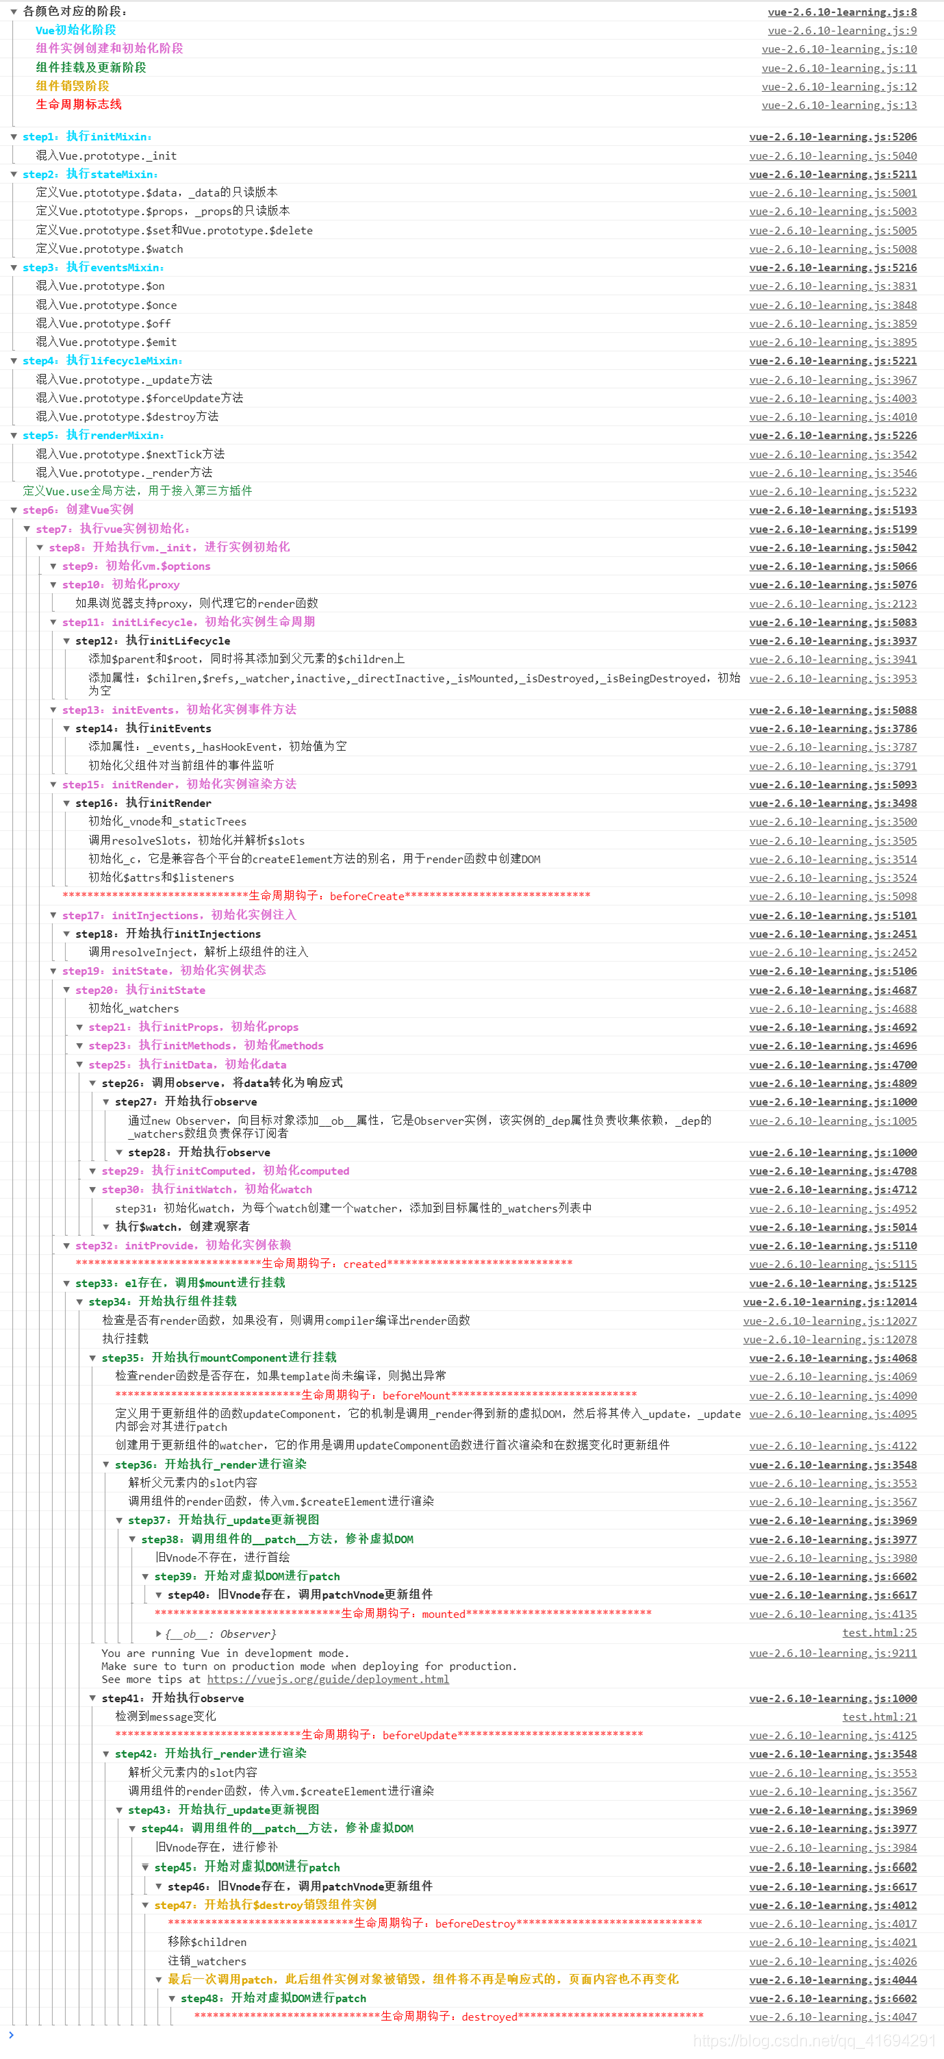 各颜色对应的阶段： vue-2.6.10-learning.js:8
Vue初始化阶段 vue-2.6.10-learning.js:9
组件实例创建和初始化阶段 vue-2.6.10-learning.js:10
组件挂载及更新阶段 vue-2.6.10-learning.js:11
组件销毁阶段 vue-2.6.10-learning.js:12
生命周期标志线 vue-2.6.10-learning.js:13
step1：执行initMixin： vue-2.6.10-learning.js:5206
混入Vue.prototype._init vue-2.6.10-learning.js:5040
step2：执行stateMixin： vue-2.6.10-learning.js:5211
定义Vue.ptototype.$data，_data的只读版本 vue-2.6.10-learning.js:5001
定义Vue.ptototype.$props，_props的只读版本 vue-2.6.10-learning.js:5003
定义Vue.prototype.$set和Vue.prototype.$delete vue-2.6.10-learning.js:5005
定义Vue.prototype.$watch vue-2.6.10-learning.js:5008
step3：执行eventsMixin： vue-2.6.10-learning.js:5216
混入Vue.prototype.$on vue-2.6.10-learning.js:3831
混入Vue.prototype.$once vue-2.6.10-learning.js:3848
混入Vue.prototype.$off vue-2.6.10-learning.js:3859
混入Vue.prototype.$emit vue-2.6.10-learning.js:3895
step4：执行lifecycleMixin： vue-2.6.10-learning.js:5221
混入Vue.prototype._update方法 vue-2.6.10-learning.js:3967
混入Vue.prototype.$forceUpdate方法 vue-2.6.10-learning.js:4003
混入Vue.prototype.$destroy方法 vue-2.6.10-learning.js:4010
step5：执行renderMixin： vue-2.6.10-learning.js:5226
混入Vue.prototype.$nextTick方法 vue-2.6.10-learning.js:3542
混入Vue.prototype._render方法 vue-2.6.10-learning.js:3546
定义Vue.use全局方法，用于接入第三方插件 vue-2.6.10-learning.js:5232
step6：创建Vue实例 vue-2.6.10-learning.js:5193
step7：执行vue实例初始化： vue-2.6.10-learning.js:5199
step8：开始执行vm._init，进行实例初始化 vue-2.6.10-learning.js:5042
step9：初始化vm.$options vue-2.6.10-learning.js:5066
step10：初始化proxy vue-2.6.10-learning.js:5076
如果浏览器支持proxy，则代理它的render函数 vue-2.6.10-learning.js:2123
step11：initLifecycle，初始化实例生命周期 vue-2.6.10-learning.js:5083
step12：执行initLifecycle vue-2.6.10-learning.js:3937
添加$parent和$root，同时将其添加到父元素的$children上 vue-2.6.10-learning.js:3941
添加属性：$chilren,$refs,_watcher,inactive,_directInactive,_isMounted,_isDestroyed,_isBeingDestroyed，初始 vue-2.6.10-learning.js:3953
为空
step13：initEvents，初始化实例事件方法 vue-2.6.10-learning.js:5088
step14：执行initEvents vue-2.6.10-learning.js:3786
添加属性：_events,_hasHookEvent，初始值为空 vue-2.6.10-learning.js:3787
初始化父组件对当前组件的事件监听 vue-2.6.10-learning.js:3791
step15：initRender，初始化实例渲染方法 vue-2.6.10-learning.js:5093
step16：执行initRender vue-2.6.10-learning.js:3498
初始化_vnode和_staticTrees vue-2.6.10-learning.js:3500
调用resolveSlots，初始化并解析$slots vue-2.6.10-learning.js:3505
初始化_c，它是兼容各个平台的createElement方法的别名，用于render函数中创建DOM vue-2.6.10-learning.js:3514
初始化$attrs和$listeners vue-2.6.10-learning.js:3524
******************************生命周期钩子：beforeCreate****************************** vue-2.6.10-learning.js:5098
step17：initInjections，初始化实例注入 vue-2.6.10-learning.js:5101
step18：开始执行initInjections vue-2.6.10-learning.js:2451
调用resolveInject，解析上级组件的注入 vue-2.6.10-learning.js:2452
step19：initState，初始化实例状态 vue-2.6.10-learning.js:5106
step20：执行initState vue-2.6.10-learning.js:4687
初始化_watchers vue-2.6.10-learning.js:4688
step21：执行initProps，初始化props vue-2.6.10-learning.js:4692
step23：执行initMethods，初始化methods vue-2.6.10-learning.js:4696
step25：执行initData，初始化data vue-2.6.10-learning.js:4700
step26：调用observe，将data转化为响应式 vue-2.6.10-learning.js:4809
step27：开始执行observe vue-2.6.10-learning.js:1000
通过new Observer，向目标对象添加__ob__属性，它是Observer实例，该实例的_dep属性负责收集依赖，_dep的 vue-2.6.10-learning.js:1005
_watchers数组负责保存订阅者
step28：开始执行observe vue-2.6.10-learning.js:1000
step29：执行initComputed，初始化computed vue-2.6.10-learning.js:4708
step30：执行initWatch，初始化watch vue-2.6.10-learning.js:4712
step31：初始化watch，为每个watch创建一个watcher，添加到目标属性的_watchers列表中 vue-2.6.10-learning.js:4952
执行$watch，创建观察者 vue-2.6.10-learning.js:5014
step32：initProvide，初始化实例依赖 vue-2.6.10-learning.js:5110
******************************生命周期钩子：created****************************** vue-2.6.10-learning.js:5115
step33：el存在，调用$mount进行挂载 vue-2.6.10-learning.js:5125
step34：开始执行组件挂载 vue-2.6.10-learning.js:12014
检查是否有render函数，如果没有，则调用compiler编译出render函数 vue-2.6.10-learning.js:12027
执行挂载 vue-2.6.10-learning.js:12078
step35：开始执行mountComponent进行挂载 vue-2.6.10-learning.js:4068
检查render函数是否存在，如果template尚未编译，则抛出异常 vue-2.6.10-learning.js:4069
******************************生命周期钩子：beforeMount****************************** vue-2.6.10-learning.js:4090
定义用于更新组件的函数updateComponent，它的机制是调用_render得到新的虚拟DOM，然后将其传入_update，_update vue-2.6.10-learning.js:4095
内部会对其进行patch
创建用于更新组件的watcher，它的作用是调用updateComponent函数进行首次渲染和在数据变化时更新组件 vue-2.6.10-learning.js:4122
step36：开始执行_render进行渲染 vue-2.6.10-learning.js:3548
解析父元素内的slot内容 vue-2.6.10-learning.js:3553
调用组件的render函数，传入vm.$createElement进行渲染 vue-2.6.10-learning.js:3567
step37：开始执行_update更新视图 vue-2.6.10-learning.js:3969
step38：调用组件的__patch__方法，修补虚拟DOM vue-2.6.10-learning.js:3977
旧Vnode不存在，进行首绘 vue-2.6.10-learning.js:3980
step39：开始对虚拟DOM进行patch vue-2.6.10-learning.js:6602
step40：旧Vnode存在，调用patchVnode更新组件 vue-2.6.10-learning.js:6617
******************************生命周期钩子：mounted****************************** vue-2.6.10-learning.js:4135
{__ob__: Observer} test.html:25
You are running Vue in development mode. vue-2.6.10-learning.js:9211
Make sure to turn on production mode when deploying for production.
See more tips at https://vuejs.org/guide/deployment.html
step41：开始执行observe vue-2.6.10-learning.js:1000
检测到message变化 test.html:21
******************************生命周期钩子：beforeUpdate****************************** vue-2.6.10-learning.js:4125
step42：开始执行_render进行渲染 vue-2.6.10-learning.js:3548
解析父元素内的slot内容 vue-2.6.10-learning.js:3553
调用组件的render函数，传入vm.$createElement进行渲染 vue-2.6.10-learning.js:3567
step43：开始执行_update更新视图 vue-2.6.10-learning.js:3969
step44：调用组件的__patch__方法，修补虚拟DOM vue-2.6.10-learning.js:3977
旧Vnode存在，进行修补 vue-2.6.10-learning.js:3984
step45：开始对虚拟DOM进行patch vue-2.6.10-learning.js:6602
step46：旧Vnode存在，调用patchVnode更新组件 vue-2.6.10-learning.js:6617
step47：开始执行$destroy销毁组件实例 vue-2.6.10-learning.js:4012
******************************生命周期钩子：beforeDestroy****************************** vue-2.6.10-learning.js:4017
移除$children vue-2.6.10-learning.js:4021
注销_watchers vue-2.6.10-learning.js:4026
最后一次调用patch，此后组件实例对象被销毁，组件将不再是响应式的，页面内容也不再变化 vue-2.6.10-learning.js:4044
step48：开始对虚拟DOM进行patch vue-2.6.10-learning.js:6602
******************************生命周期钩子：destroyed****************************** vue-2.6.10-learning.js:4047
https://blog.csdn.net/qq_41694291